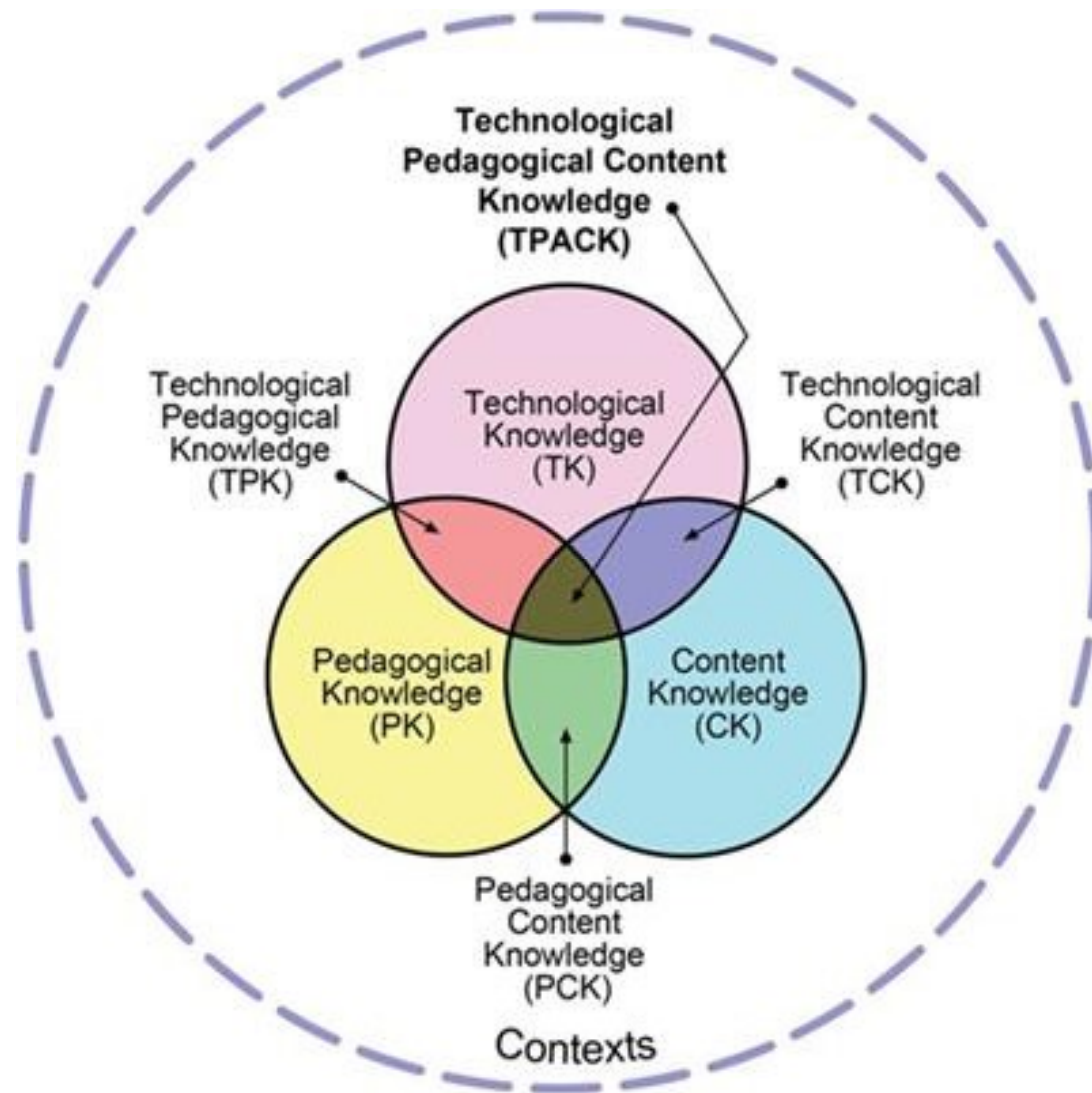 Technological
Pedagogical Content
Knowledge
(TPACK)
Technological
Pedagogical
Knowledge
(TPK)
Technological
Knowledge
(TK)
Technological
Content
Knowledge
(TCK)
Pedagogical
Knowledge
(PK)
Content
Knowledge
(CK)
Pedagogical
Content
Knowledge
(PCK)
Contexts